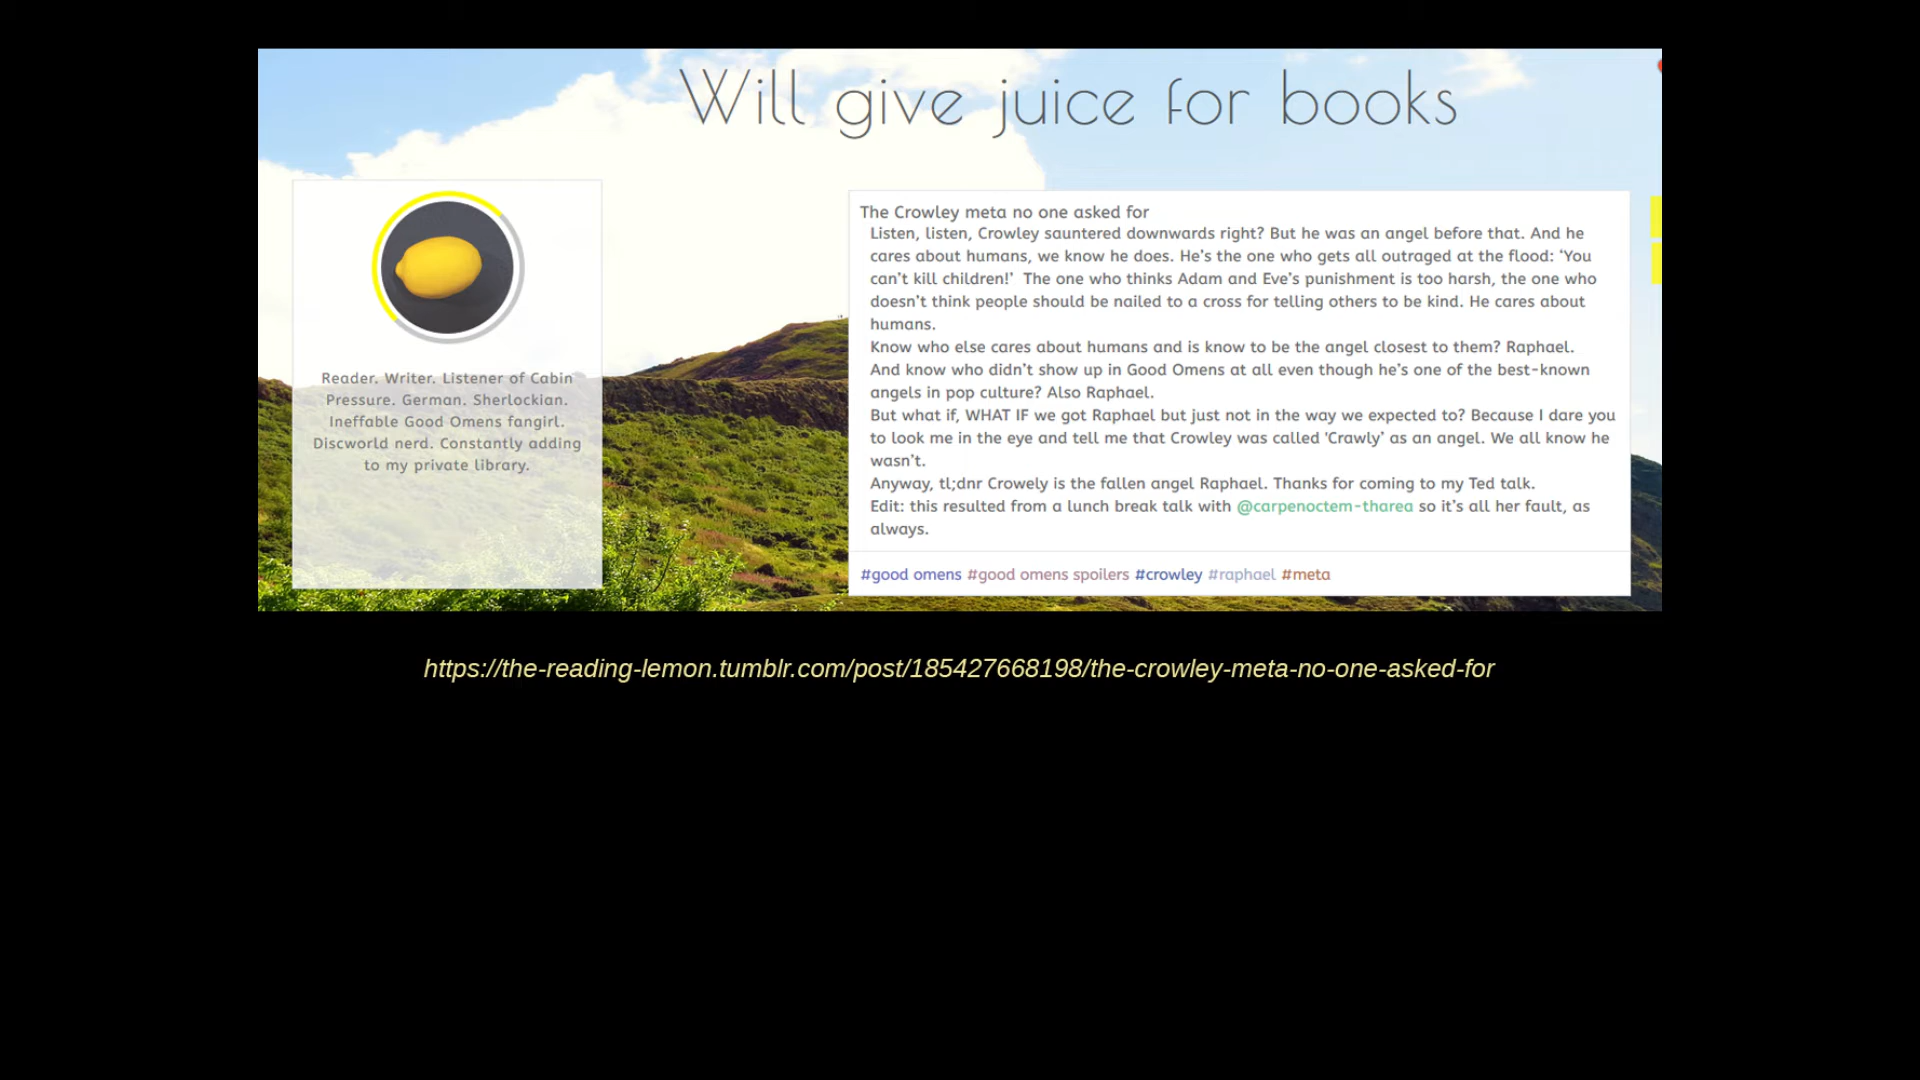 Will give juice for books
Reader. Writer. Listener of Cabin
Pressure. German. Sherlockian.
Ineffable Good Omens fangirl.
Discworld nerd. Constantly adding
to my private library.
The Crowley meta no one asked for
Listen, listen, Crowley sauntered downwards right? But he was an angel before that. And he
cares about humans, we know he does. He’s the one who gets all outraged at the flood: ‘You
can’t kill children!’  The one who thinks Adam and Eve’s punishment is too harsh, the one who
doesn’t think people should be nailed to a cross for telling others to be kind. He cares about
humans.
Know who else cares about humans and is know to be the angel closest to them? Raphael.
And know who didn’t show up in Good Omens at all even though he’s one of the best-known
angels in pop culture? Also Raphael.
But what if, WHAT IF we got Raphael but just not in the way we expected to? Because I dare you
to look me in the eye and tell me that Crowley was called ‘Crawly’ as an angel. We all know he
wasn’t.
Anyway, tl;dnr Crowely is the fallen angel Raphael. Thanks for coming to my Ted talk.
Edit: this resulted from a lunch break talk with @carpenoctem-tharea so it’s all her fault, as
always.
#good omens #good omens spoilers #crowley #raphael #meta
https://the-reading-lemon.tumblr.com/post/185427668198/the-crowley-meta-no-one-asked-for